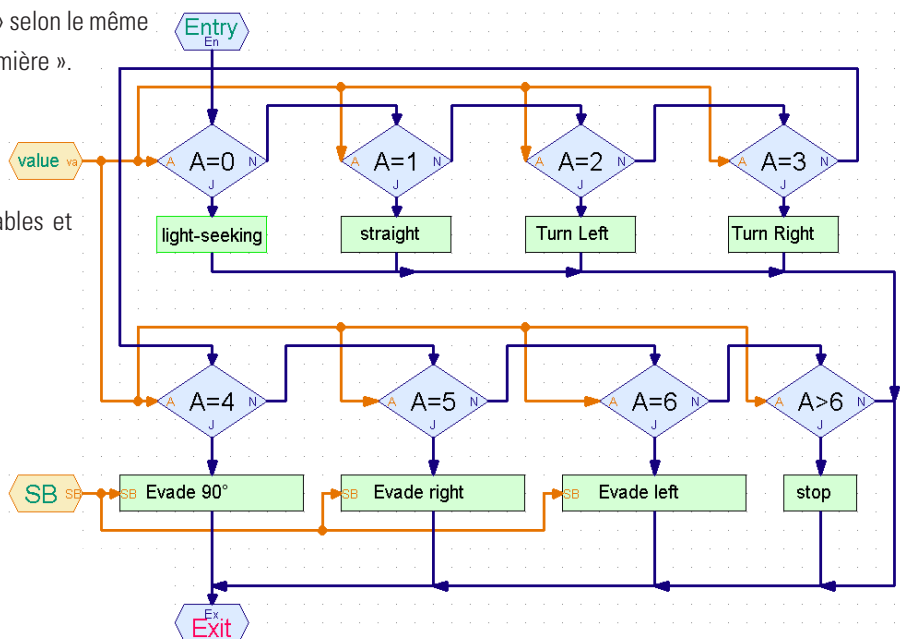 » selon le même
mière ».
ables et
Entry
En
value va
A A=0 N
J
A A=1 N
J
A A=2 N
J
A A=3 N
J
light-seeking
straight
Turn Left
Turn Right
A A=4 N
J
A A=5 N
J
A A=6 N
J
A A>6 N
J
SB SB
SB Evade 90°
SB Evade right
SB Evade left
stop
Ex
Exit